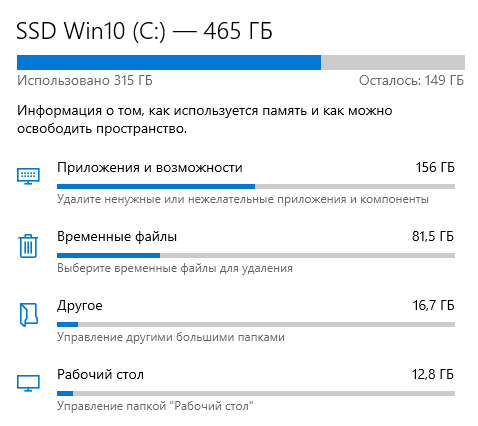 SSD Win10 (C:) — 465 ГБ
Использовано 315 ГБ Осталось: 149 ГБ
Информация о том, как используется память и как можно
освободить пространство.
Приложения и возможности 156 ГБ
Удалите ненужные или нежелательные приложения и компоненты
Временные файлы 81,5 ГБ
Выберите временные файлы для удаления
Другое 16,7 ГБ
Управление другими большими папками
Рабочий стол 12,8 ГБ
Управление папкой "Рабочий стол"